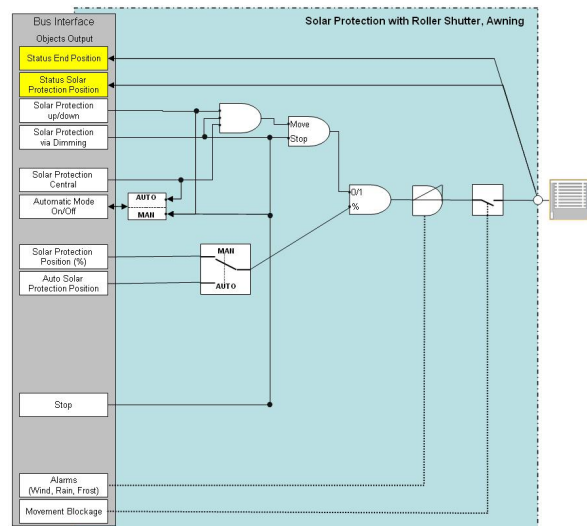 Bus Interface
Solar Protection with Roller Shutter, Awning
Objects Output
Status End Position
Status Solar
Protection Position
Solar Protection
up/down
Solar Protection
via Dimming
Move
Stop
Solar Protection
Central
Automatic Mode
On/Off
AUTO
MAN
0/1
%
Solar Protection
Position (%)
Auto Solar
Protection Position
MAN
AUTO
Stop
Alarms
(Wind, Rain, Frost)
Movement Blockage